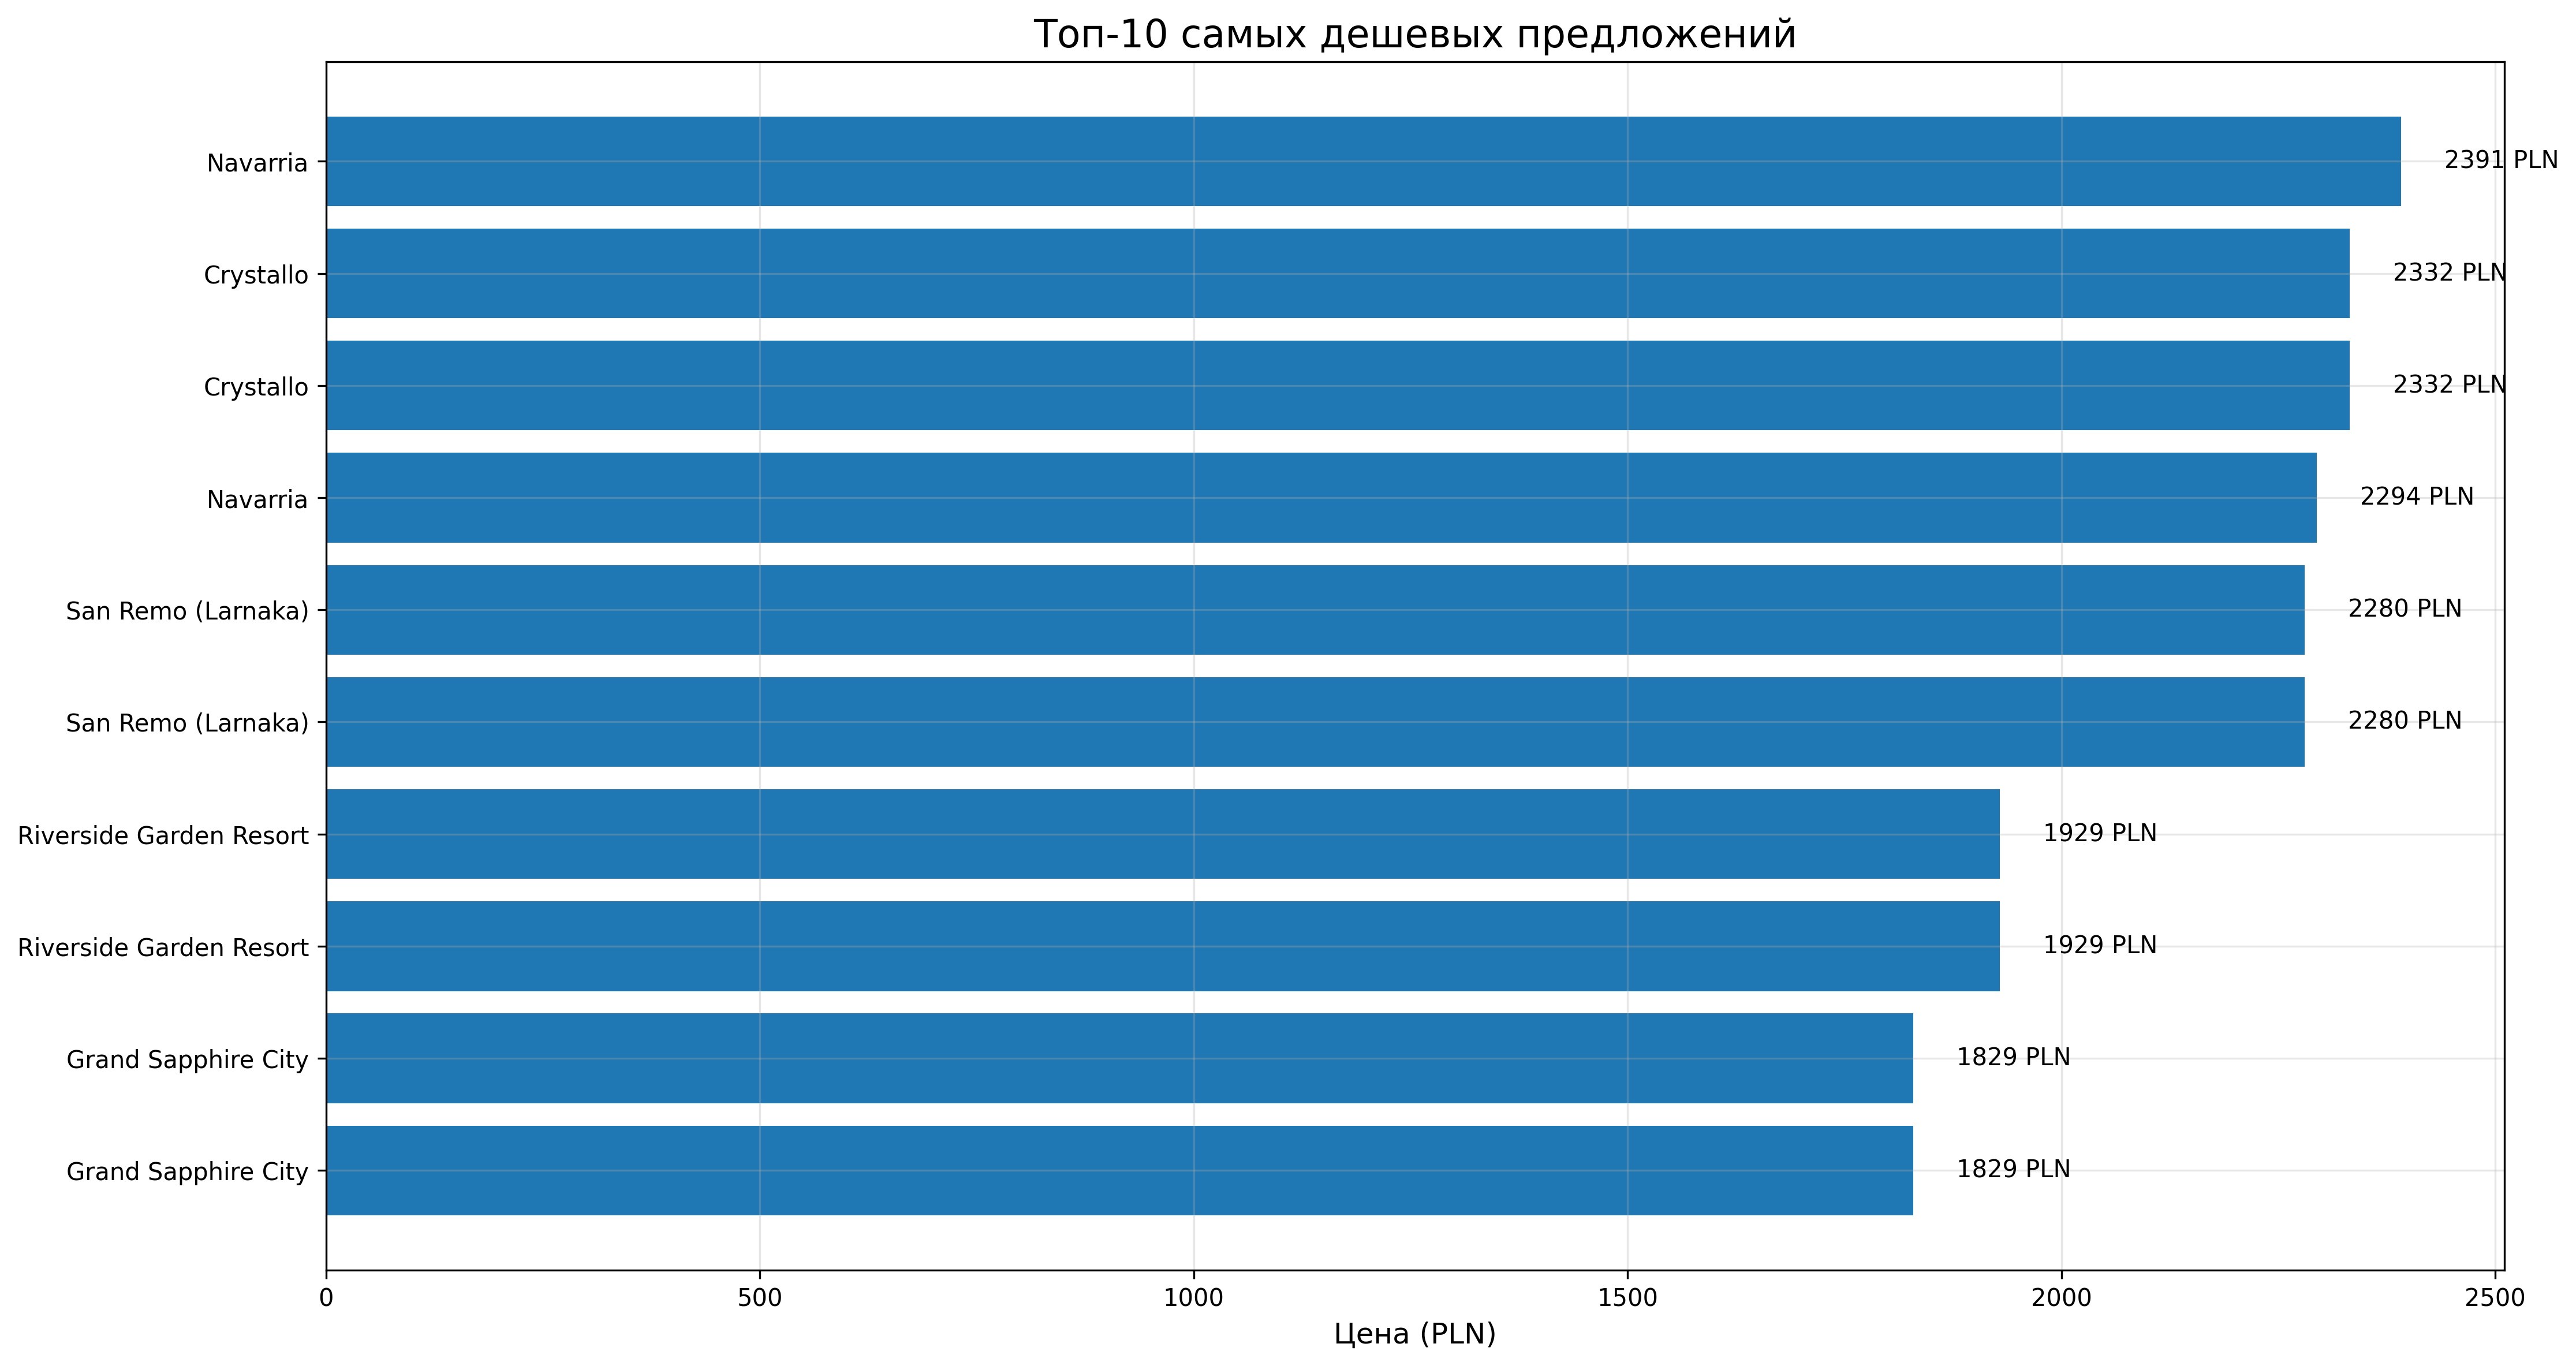 Топ-10 самых дешевых предложений
Navarria 2391 PLN
Crystallo 2332 PLN
Crystallo 2332 PLN
Navarria 2294 PLN
San Remo (Larnaka) 2280 PLN
San Remo (Larnaka) 2280 PLN
Riverside Garden Resort 1929 PLN
Riverside Garden Resort 1929 PLN
Grand Sapphire City 1829 PLN
Grand Sapphire City 1829 PLN
0 500 1000 1500 2000 2500
Цена (PLN)